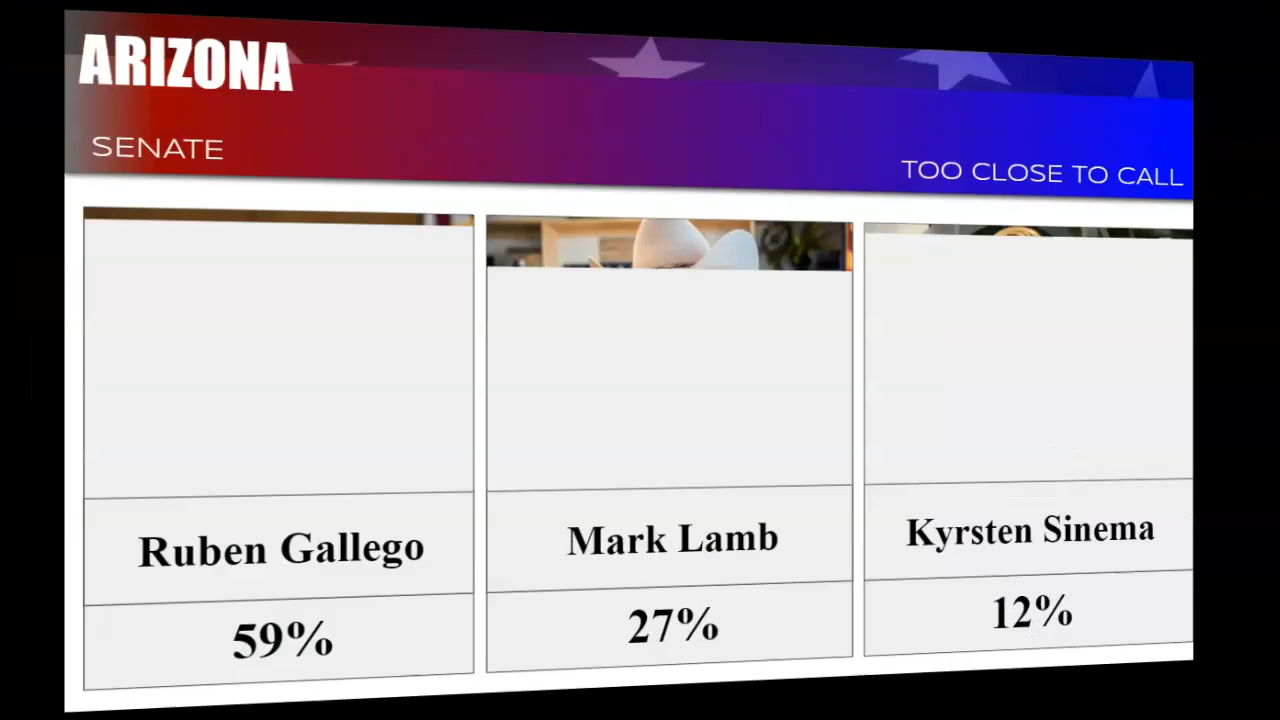 ARIZONA
SENATE
TOO CLOSE TO CALL
Ruben Gallego
Mark Lamb
Kyrsten Sinema
59%
27%
12%